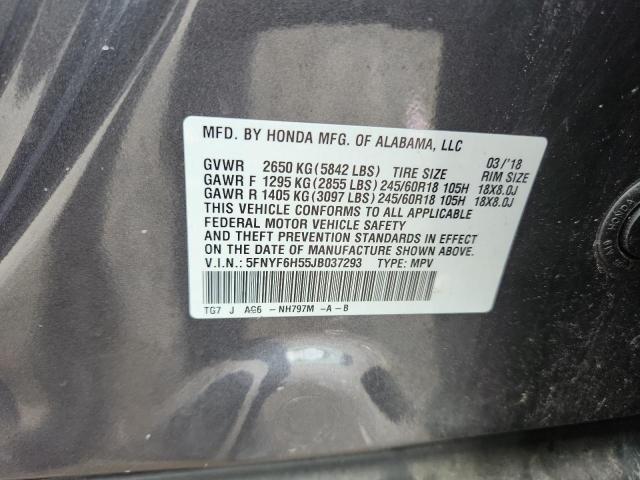 MFD. BY HONDA MFG. OF ALABAMA, LLC
03/'18
GVWR 2650 KG (5842 LBS) TIRE SIZE RIM SIZE
GAWR F 1295 KG (2855 LBS) 245/60R18 105H 18X8.0J
GAWR R 1405 KG (3097 LBS) 245/60R18 105H 18X8.0J
THIS VEHICLE CONFORMS TO ALL APPLICABLE
FEDERAL MOTOR VEHICLE SAFETY
AND THEFT PREVENTION STANDARDS IN EFFECT
ON THE DATE OF MANUFACTURE SHOWN ABOVE.
V.I.N.: 5FNYF6H55JB037293 TYPE: MPV
TG7 J AG6 - NH797M -A - B
HONDA